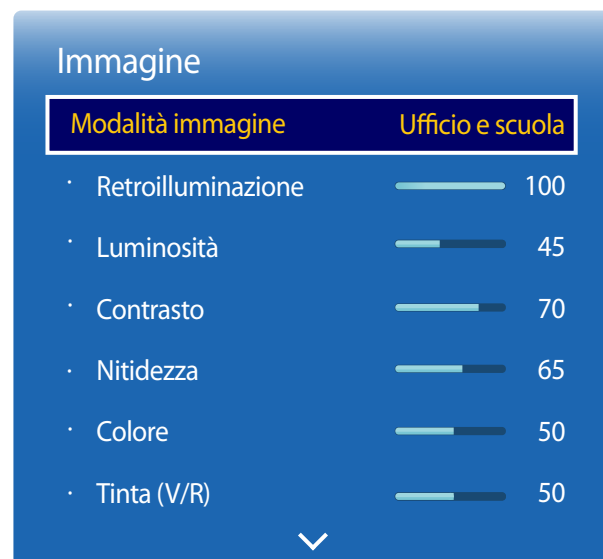 Immagine
Modalità immagine Ufficio e scuola
· Retroilluminazione 100
· Luminosità 45
· Contrasto 70
· Nitidezza 65
· Colore 50
· Tinta (V/R) 50